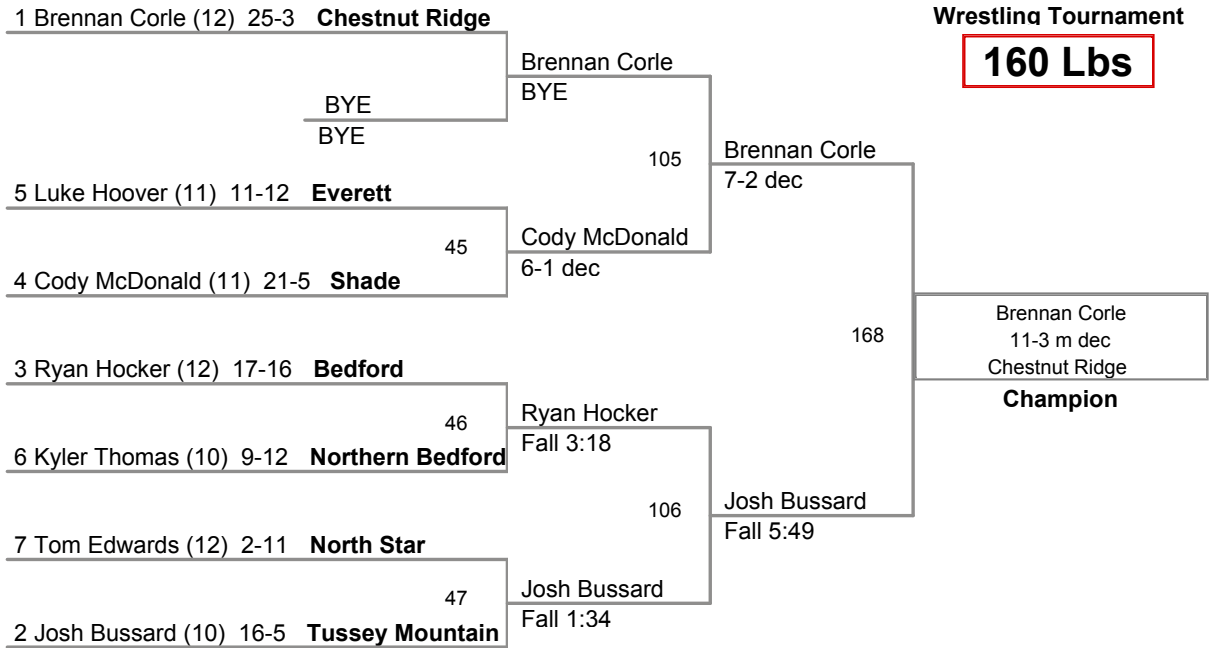 1 Brennan Corle (12) 25-3 Chestnut Ridge
Wrestling Tournament
160 Lbs
Brennan Corle
BYE
BYE
BYE
105
Brennan Corle
7-2 dec
5 Luke Hoover (11) 11-12 Everett
45
Cody McDonald
6-1 dec
4 Cody McDonald (11) 21-5 Shade
168
Brennan Corle
11-3 m dec
Chestnut Ridge
Champion
3 Ryan Hocker (12) 17-16 Bedford
46
Ryan Hocker
Fall 3:18
6 Kyler Thomas (10) 9-12 Northern Bedford
106
Josh Bussard
Fall 5:49
7 Tom Edwards (12) 2-11 North Star
47
Josh Bussard
Fall 1:34
2 Josh Bussard (10) 16-5 Tussey Mountain